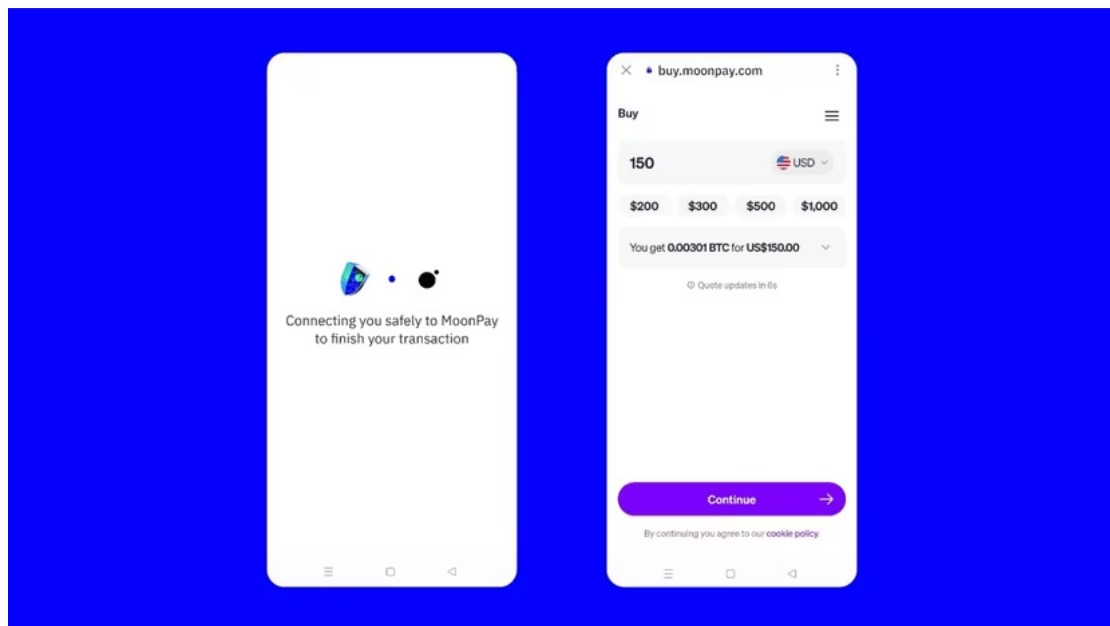 Connecting you safely to MoonPay
to finish your transaction
buy.moonpay.com
Buy
150 USD
$200 $300 $500 $1,000
You get 0.00301 BTC for US$150.00
Quote updates in 6s
Continue
By continuing you agree to our cookie policy.